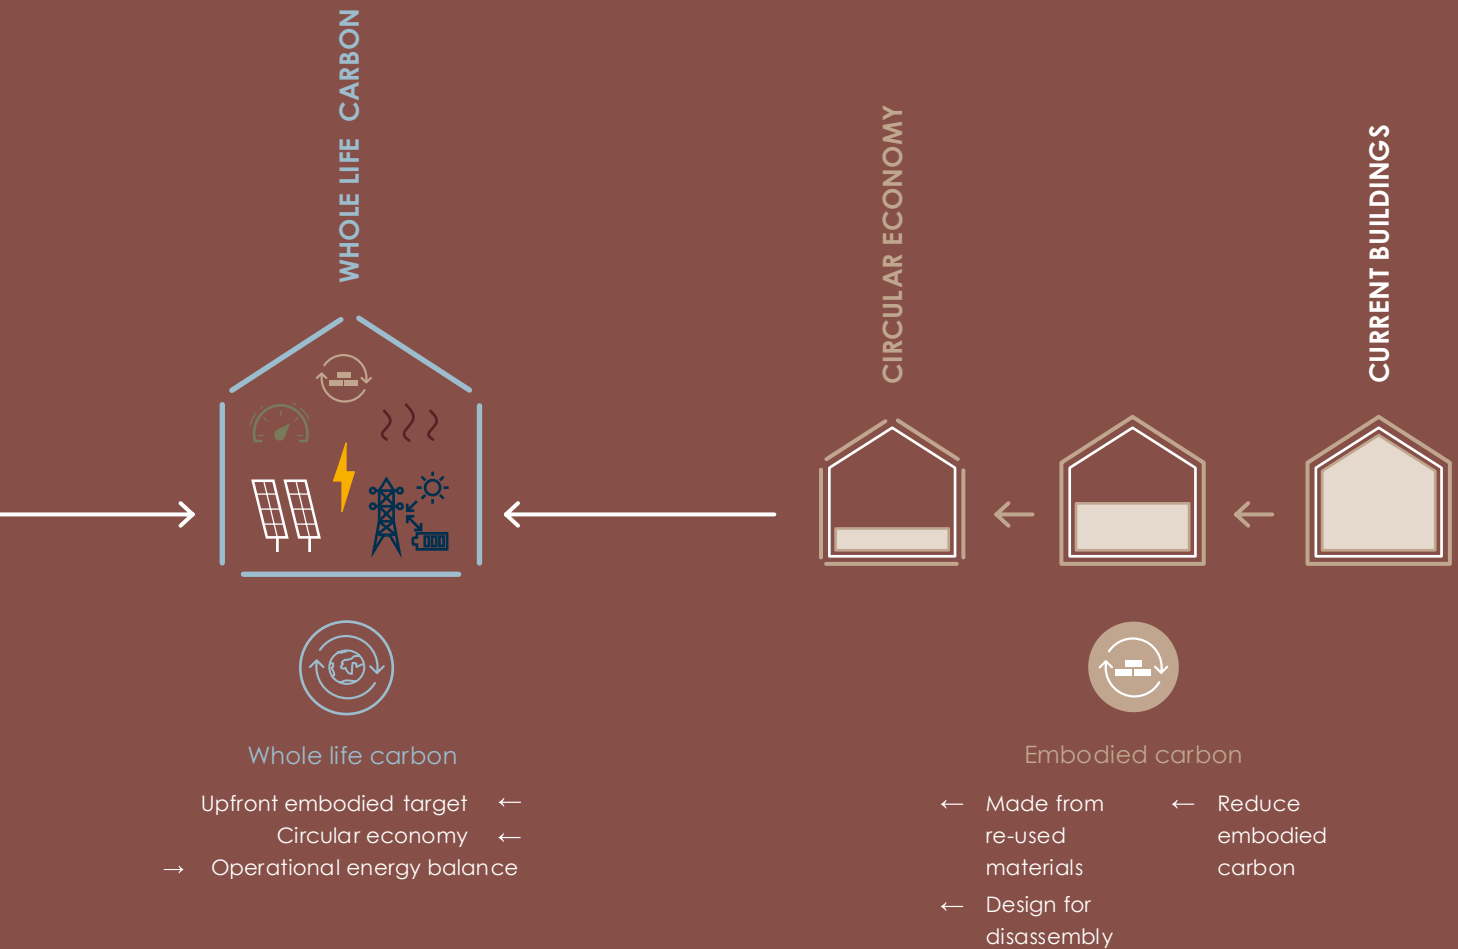 WHOLE LIFE CARBON
CIRCULAR ECONOMY
CURRENT BUILDINGS
Whole life carbon
Upfront embodied target ←
Circular economy ←
→ Operational energy balance
Embodied carbon
← Made from
re-used
materials
← Design for
disassembly
← Reduce
embodied
carbon